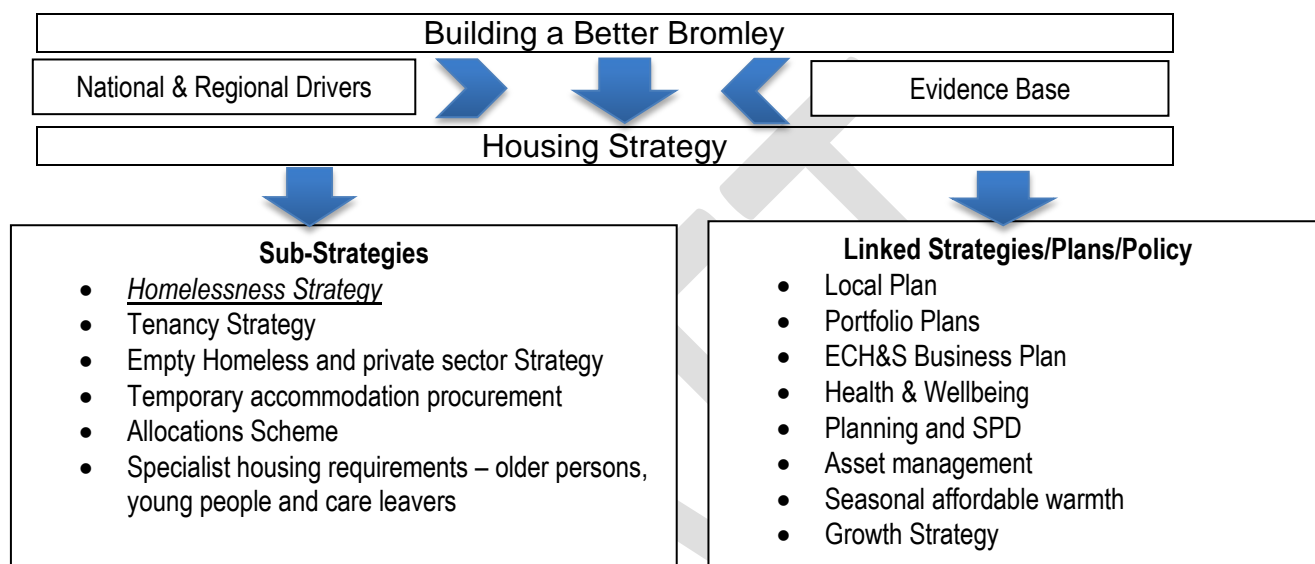 Building a Better Bromley
National & Regional Drivers
Evidence Base
Housing Strategy
Sub-Strategies
• Homelessness Strategy
• Tenancy Strategy
• Empty Homeless and private sector Strategy
• Temporary accommodation procurement
• Allocations Scheme
• Specialist housing requirements – older persons,
young people and care leavers
Linked Strategies/Plans/Policy
• Local Plan
• Portfolio Plans
• ECH&S Business Plan
• Health & Wellbeing
• Planning and SPD
• Asset management
• Seasonal affordable warmth
• Growth Strategy